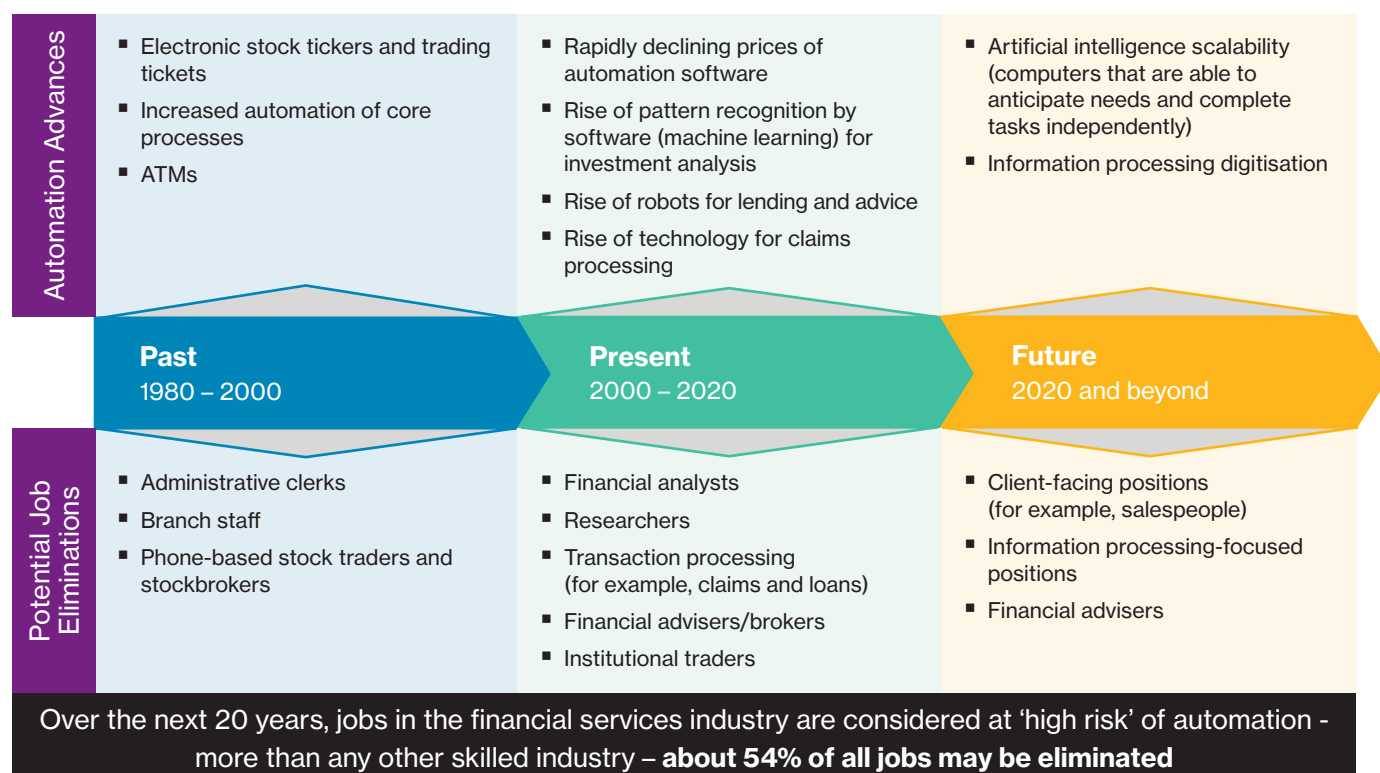 Automation Advances
Electronic stock tickers and trading
tickets
Increased automation of core
processes
ATMs
Rapidly declining prices of
automation software
Rise of pattern recognition by
software (machine learning) for
investment analysis
Rise of robots for lending and advice
Rise of technology for claims
processing
Artificial intelligence scalability
(computers that are able to
anticipate needs and complete
tasks independently)
Information processing digitisation
Past
1980 – 2000
Present
2000 – 2020
Future
2020 and beyond
Potential Job
Eliminations
Administrative clerks
Branch staff
Phone-based stock traders and
stockbrokers
Financial analysts
Researchers
Transaction processing
(for example, claims and loans)
Financial advisers/brokers
Institutional traders
Client-facing positions
(for example, salespeople)
Information processing-focused
positions
Financial advisers
Over the next 20 years, jobs in the financial services industry are considered at ‘high risk’ of automation -
more than any other skilled industry – about 54% of all jobs may be eliminated